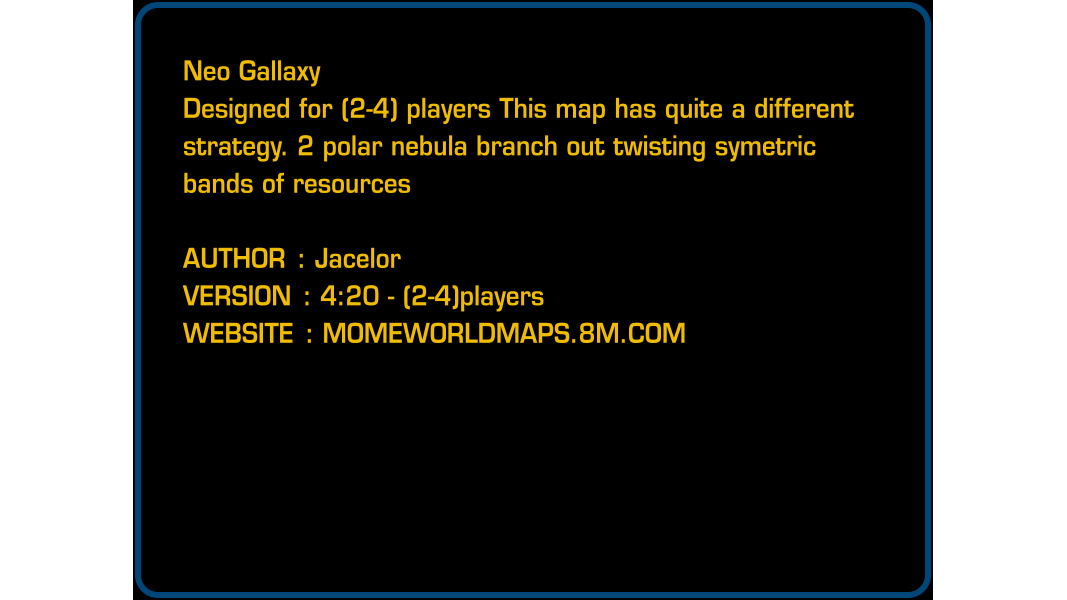 Neo Gallaxy
Designed for (2-4) players This map has quite a different
strategy. 2 polar nebula branch out twisting symetric
bands of resources
AUTHOR : Jacelor
VERSION : 4:20 - (2-4)players
WEBSITE : MOMEWORLDMAPS.8M.COM